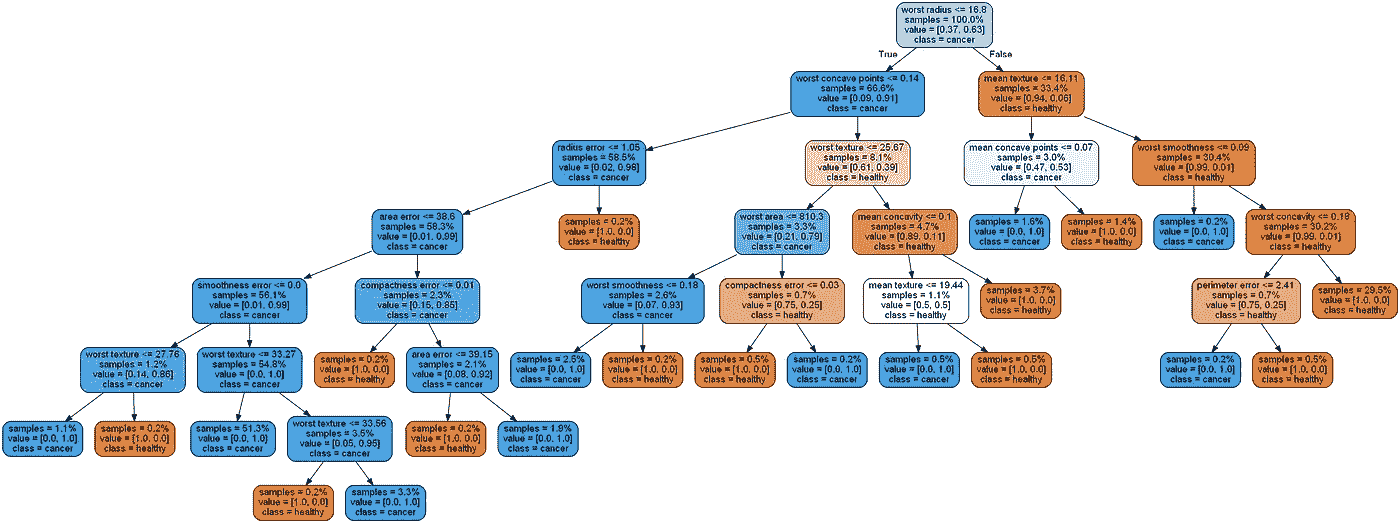 worst radius <= 16.8
samples = 100.0%
value = [0.37, 0.63]
class = cancer
True
False
worst concave points <= 0.14
samples = 66.6%
value = [0.09, 0.91]
class = cancer
mean texture <= 16.11
samples = 33.4%
value = [0.94, 0.06]
class = healthy
radius error <= 1.05
samples = 58.5%
value = [0.02, 0.98]
class = cancer
worst texture <= 25.67
samples = 8.1%
value = [0.61, 0.39]
class = healthy
mean concave points <= 0.07
samples = 3.0%
value = [0.47, 0.53]
class = cancer
worst smoothness <= 0.09
samples = 30.4%
value = [0.99, 0.01]
class = healthy
area error <= 38.6
samples = 58.3%
value = [0.01, 0.99]
class = cancer
samples = 0.2%
value = [1.0, 0.0]
class = healthy
worst area <= 810.3
samples = 3.3%
value = [0.21, 0.79]
class = cancer
mean concavity <= 0.1
samples = 4.7%
value = [0.89, 0.11]
class = healthy
samples = 1.6%
value = [0.0, 1.0]
class = cancer
samples = 1.4%
value = [1.0, 0.0]
class = healthy
samples = 0.2%
value = [0.0, 1.0]
class = cancer
worst concavity <= 0.18
samples = 30.2%
value = [0.99, 0.01]
class = healthy
smoothness error <= 0.0
samples = 56.1%
value = [0.01, 0.99]
class = cancer
compactness error <= 0.01
samples = 2.3%
value = [0.15, 0.85]
class = cancer
worst smoothness <= 0.18
samples = 2.6%
value = [0.07, 0.93]
class = cancer
compactness error <= 0.03
samples = 0.7%
value = [0.75, 0.25]
class = healthy
mean texture <= 19.44
samples = 1.1%
value = [0.5, 0.5]
class = healthy
samples = 3.7%
value = [1.0, 0.0]
class = healthy
perimeter error <= 2.41
samples = 0.7%
value = [0.75, 0.25]
class = healthy
samples = 29.5%
value = [1.0, 0.0]
class = healthy
worst texture <= 27.76
samples = 1.2%
value = [0.14, 0.86]
class = cancer
worst texture <= 33.27
samples = 54.8%
value = [0.0, 1.0]
class = cancer
samples = 0.2%
value = [1.0, 0.0]
class = healthy
area error <= 39.15
samples = 2.1%
value = [0.08, 0.92]
class = cancer
samples = 2.5%
value = [0.0, 1.0]
class = cancer
samples = 0.2%
value = [1.0, 0.0]
class = healthy
samples = 0.5%
value = [1.0, 0.0]
class = healthy
samples = 0.2%
value = [0.0, 1.0]
class = cancer
samples = 0.5%
value = [0.0, 1.0]
class = cancer
samples = 0.5%
value = [1.0, 0.0]
class = healthy
samples = 0.2%
value = [0.0, 1.0]
class = cancer
samples = 0.5%
value = [1.0, 0.0]
class = healthy
samples = 1.1%
value = [0.0, 1.0]
class = cancer
samples = 0.2%
value = [1.0, 0.0]
class = healthy
samples = 51.3%
value = [0.0, 1.0]
class = cancer
worst texture <= 33.56
samples = 3.5%
value = [0.05, 0.95]
class = cancer
samples = 0.2%
value = [1.0, 0.0]
class = healthy
samples = 1.9%
value = [0.0, 1.0]
class = cancer
samples = 0.2%
value = [1.0, 0.0]
class = healthy
samples = 3.3%
value = [0.0, 1.0]
class = cancer